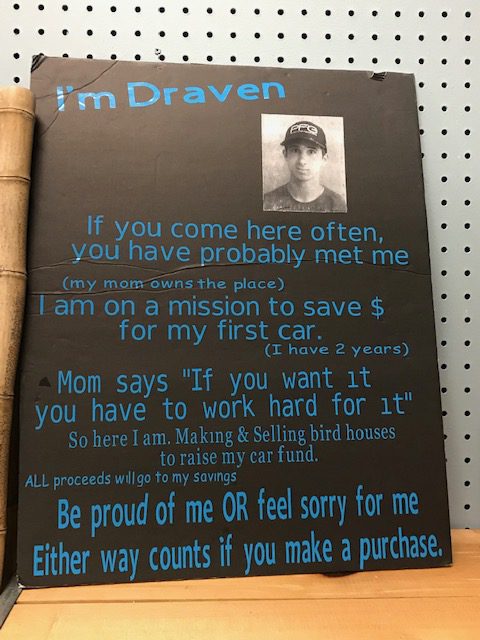 I'm Draven
PFG
If you come here often,
you have probably met me
(my mom owns the place)
I am on a mission to save $
for my first car.
(I have 2 years)
Mom says "If you want it
you have to work hard for it"
So here I am. Making & Selling bird houses
to raise my car fund.
ALL proceeds will go to my savings
Be proud of me OR feel sorry for me
Either way counts if you make a purchase.